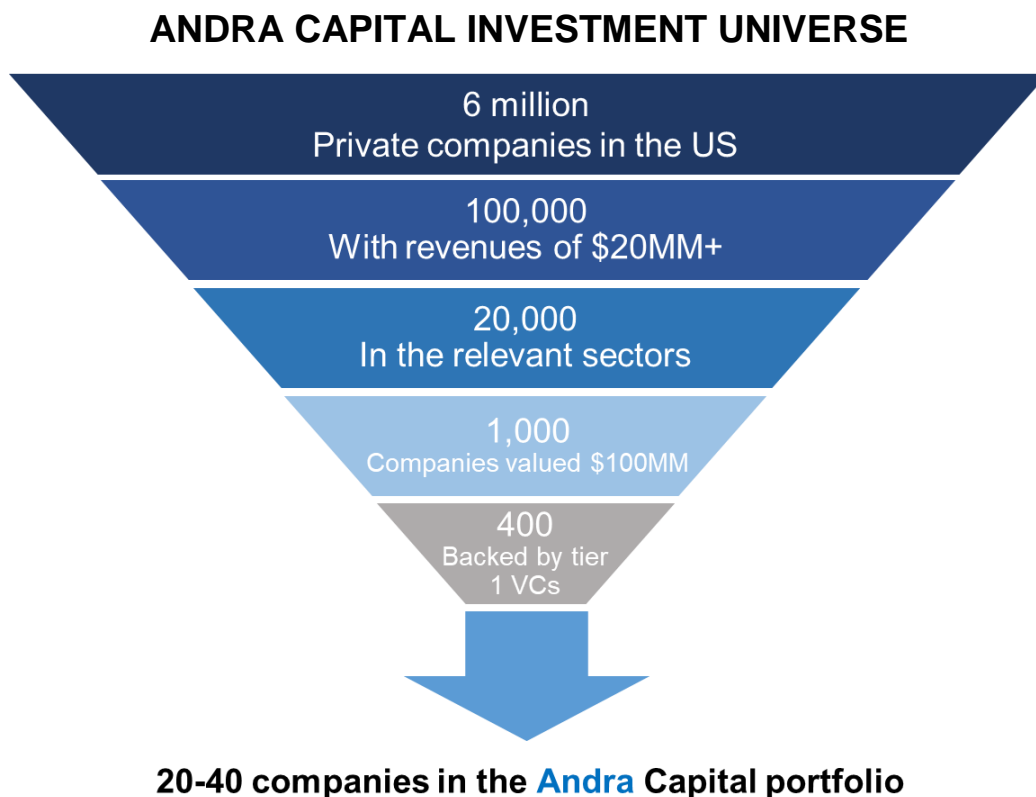 ANDRA CAPITAL INVESTMENT UNIVERSE
6 million
Private companies in the US
100,000
With revenues of $20MM+
20,000
In the relevant sectors
1,000
Companies valued $100MM
400
Backed by tier
1 VCs
20-40 companies in the Andra Capital portfolio